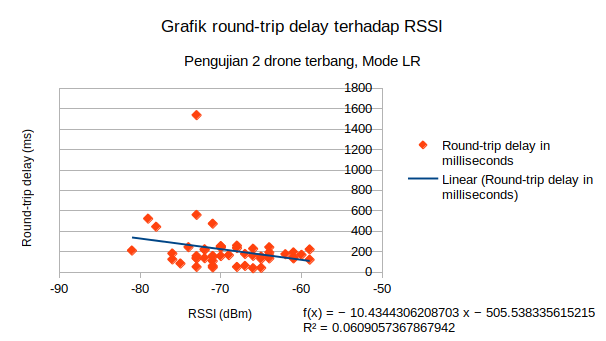 Grafik round-trip delay terhadap RSSI
Pengujian 2 drone terbang, Mode LR
Round-trip delay (ms)
1800
1600
1400
1200
1000
800
600
400
200
0
-90
-80
-70
-60
-50
RSSI (dBm)
Round-trip delay in
milliseconds
Linear (Round-trip delay in
milliseconds)
f(x) = − 10.4344306208703 x − 505.538335615215
R² = 0.0609057367867942